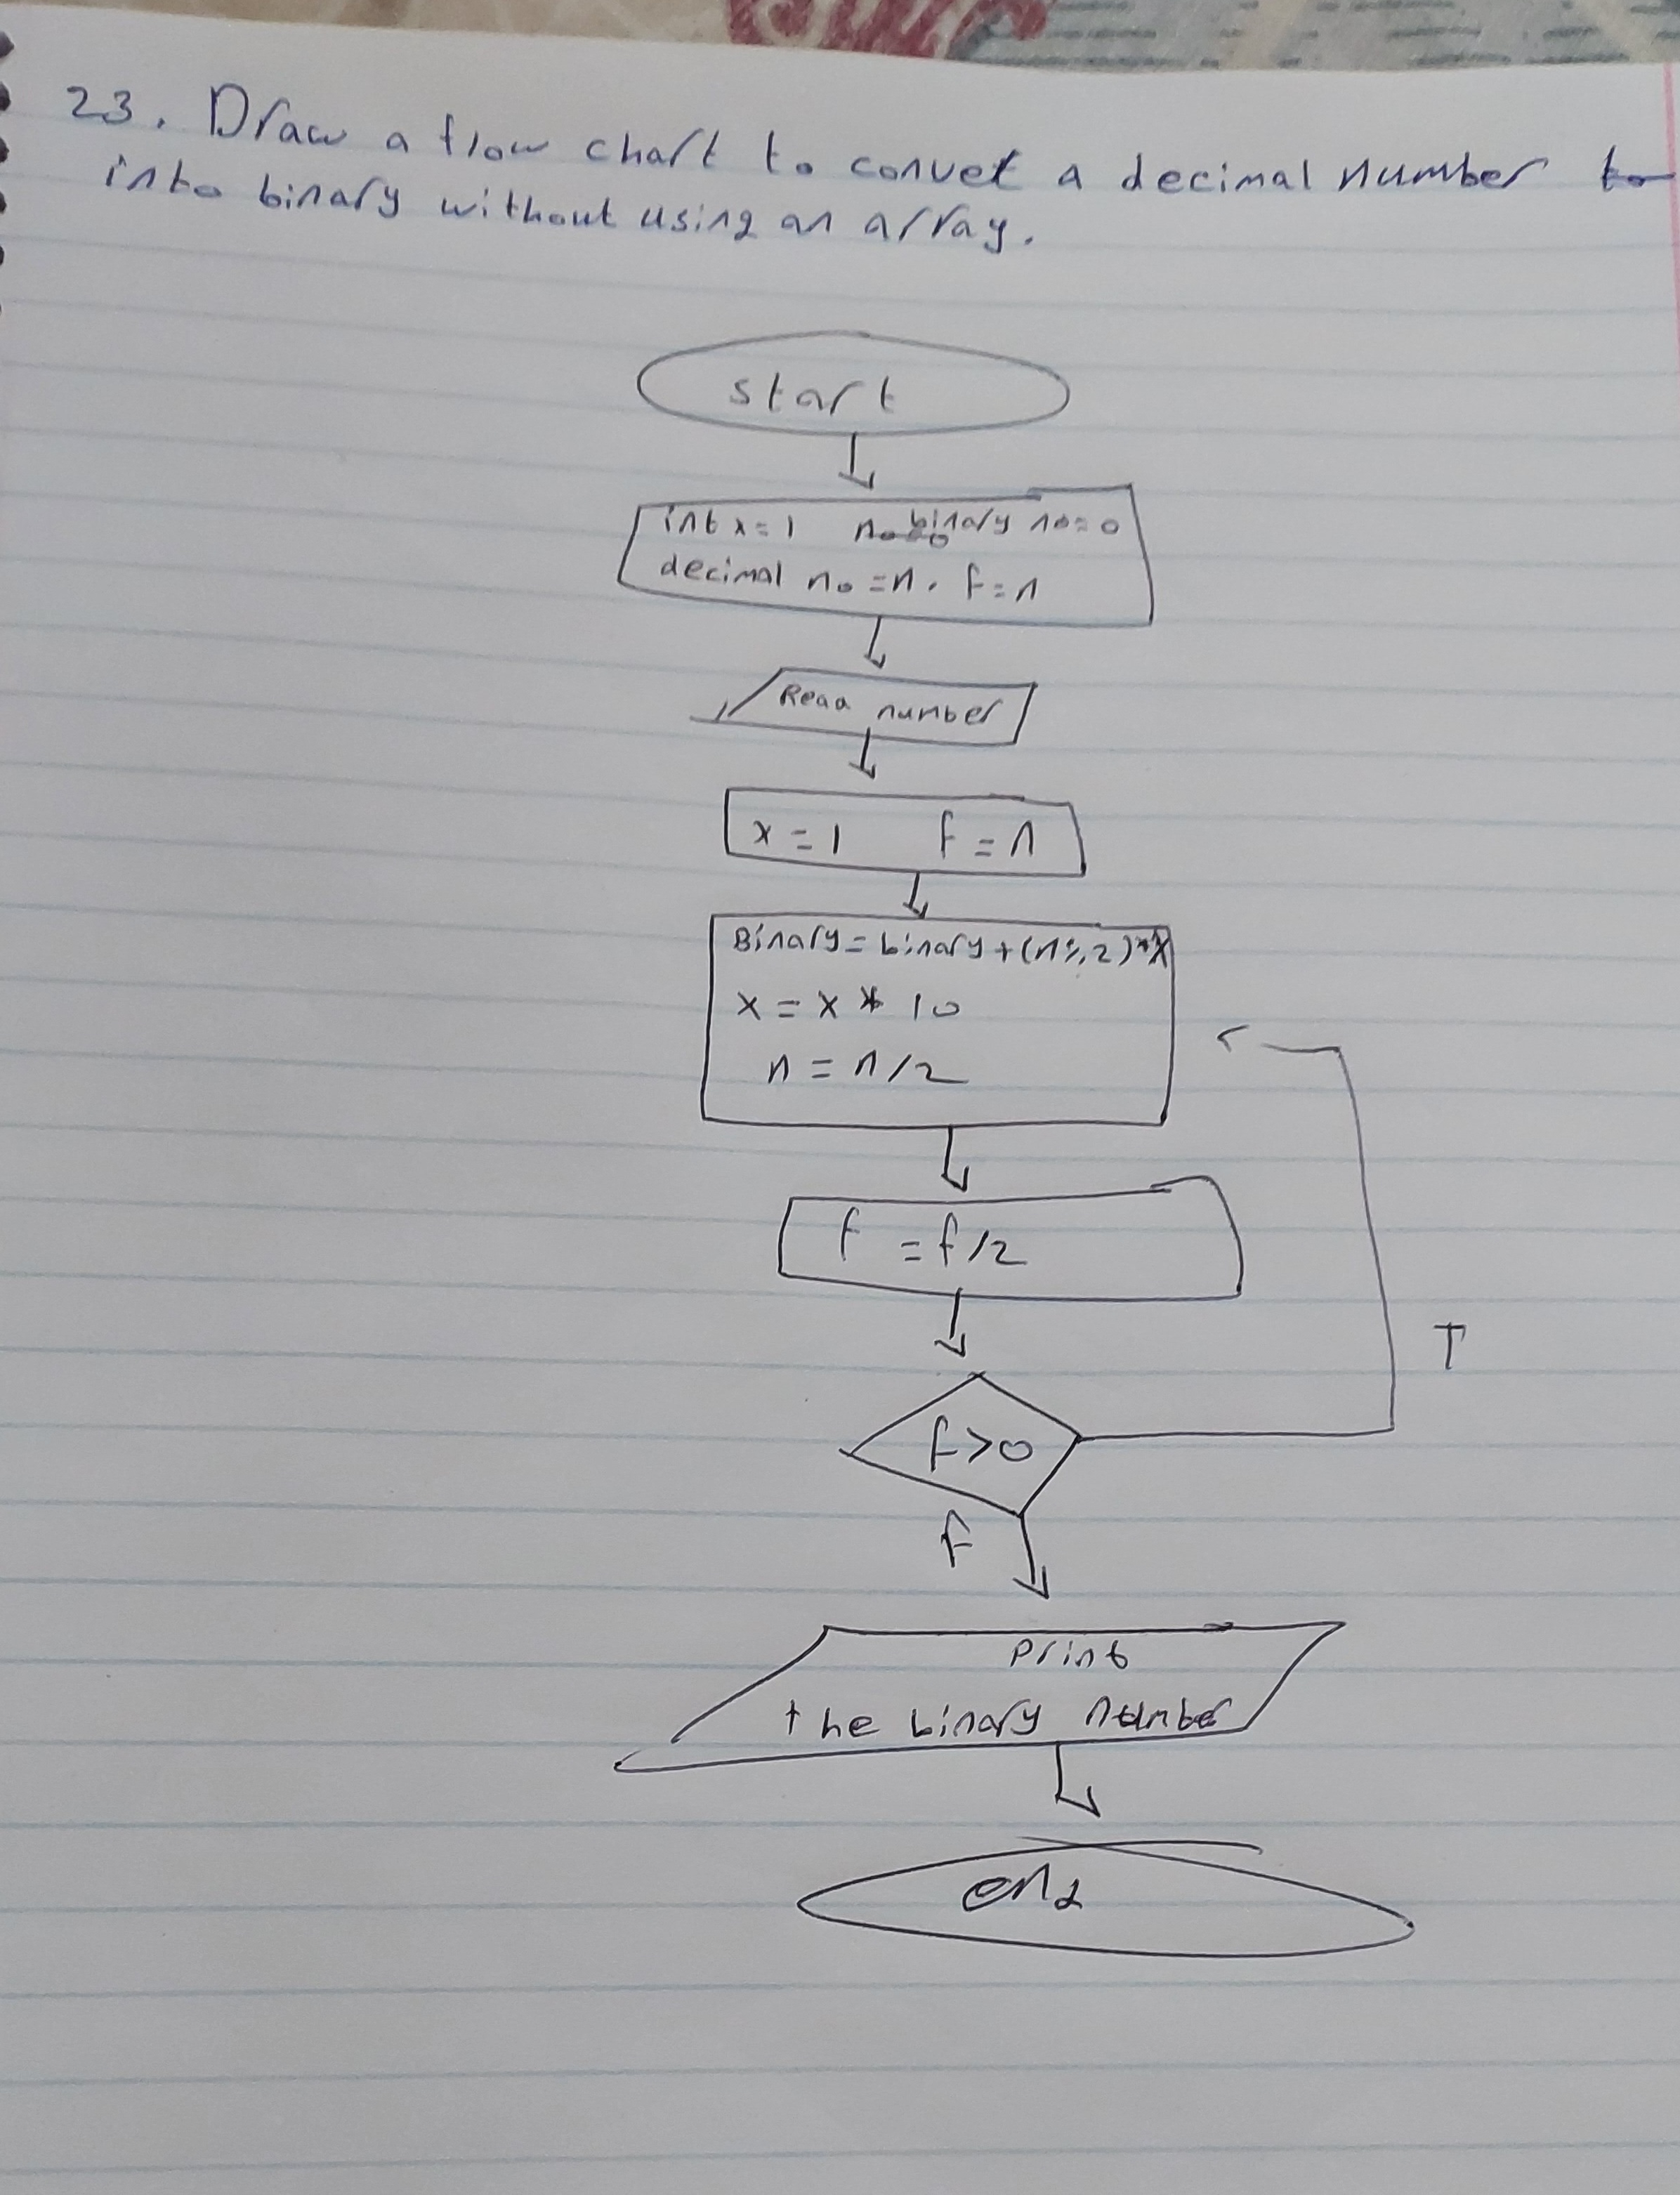 23. Draw a flow chart to convet a decimal number to
into binary without using an array.
start
int x=1 no binary no=0
decimal no =n. f=n
Read number
x=1 f=n
Binary=binary+(n%2)*x
x=x*10
n=n/2
f=f/2
f>0
T
F
Print
the binary number
end